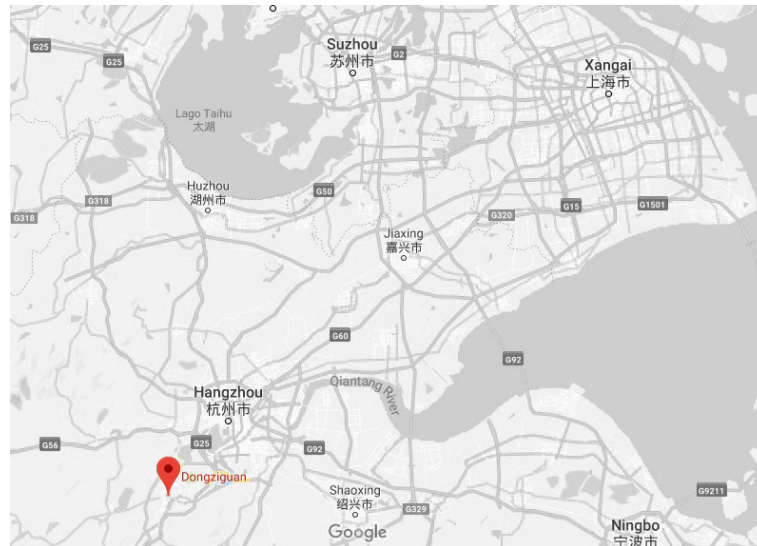 G25
G25
Suzhou
苏州市
G2
Xangai
上海市
Lago Taihu
太湖
Huzhou
湖州市
G50
G318
G318
G15
G1501
G320
Jiaxing
嘉兴市
G60
G92
Qiantang River
Hangzhou
杭州市
G56
G25
G92
Dongziguan
Shaoxing
绍兴市
G329
G9211
Google
Ningbo
宁波市